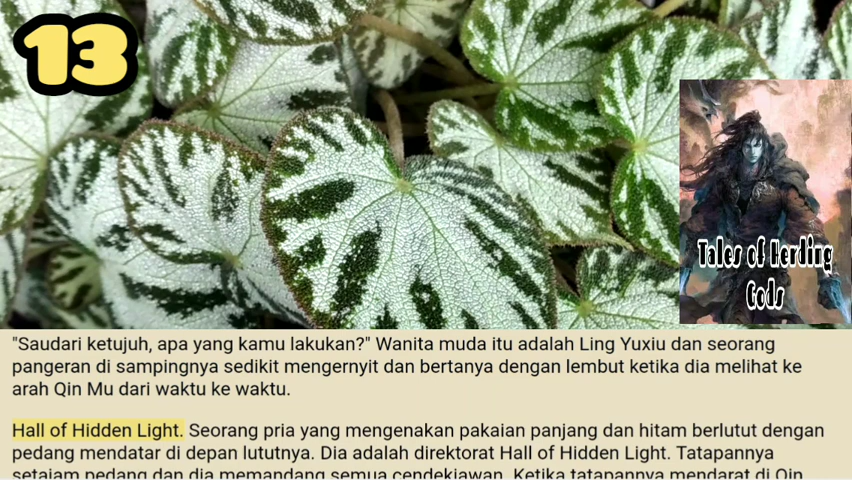 13
Tales of Herding
Gods
"Saudari ketujuh, apa yang kamu lakukan?" Wanita muda itu adalah Ling Yuxiu dan seorang
pangeran di sampingnya sedikit mengernyit dan bertanya dengan lembut ketika dia melihat ke
arah Qin Mu dari waktu ke waktu.
Hall of Hidden Light. Seorang pria yang mengenakan pakaian panjang dan hitam berlutut dengan
pedang mendatar di depan lututnya. Dia adalah direktorat Hall of Hidden Light. Tatapannya
setajam pedang dan dia memandang semua cendekiawan. Ketika tatapannya mendarat di Qin